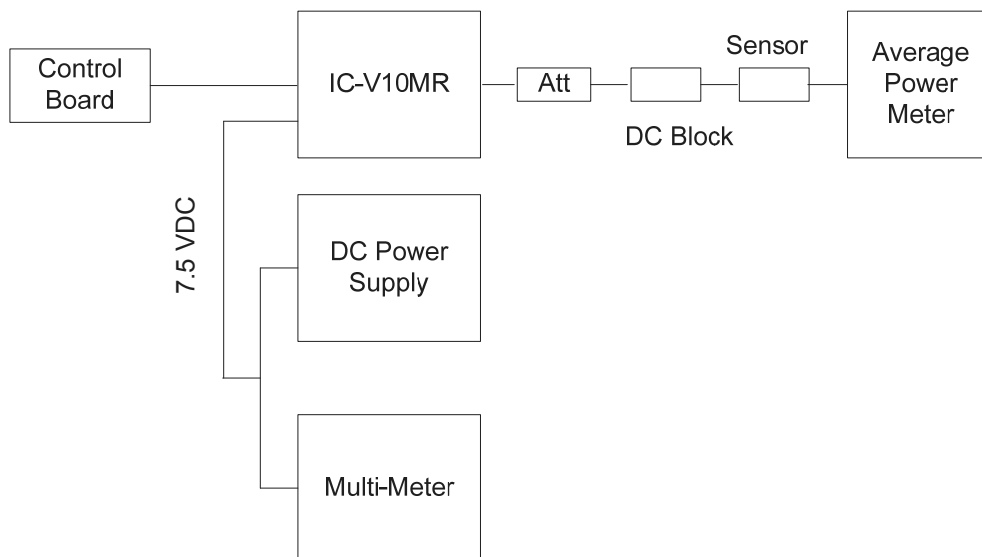 Control
Board
IC-V10MR
Att
DC Block
Sensor
Average
Power
Meter
7.5 VDC
DC Power
Supply
Multi-Meter